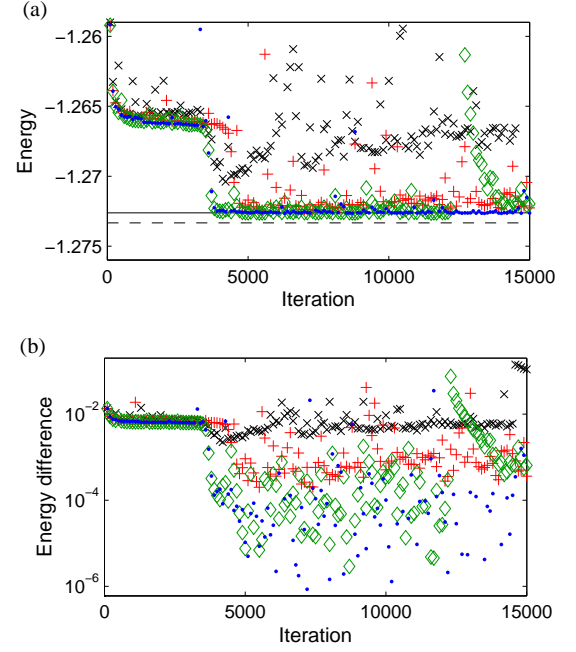 (a)
−1.26
−1.265
−1.27
−1.275
Energy
0 5000 10000 15000
Iteration
(b)
10−2
10−4
10−6
Energy difference
0 5000 10000 15000
Iteration